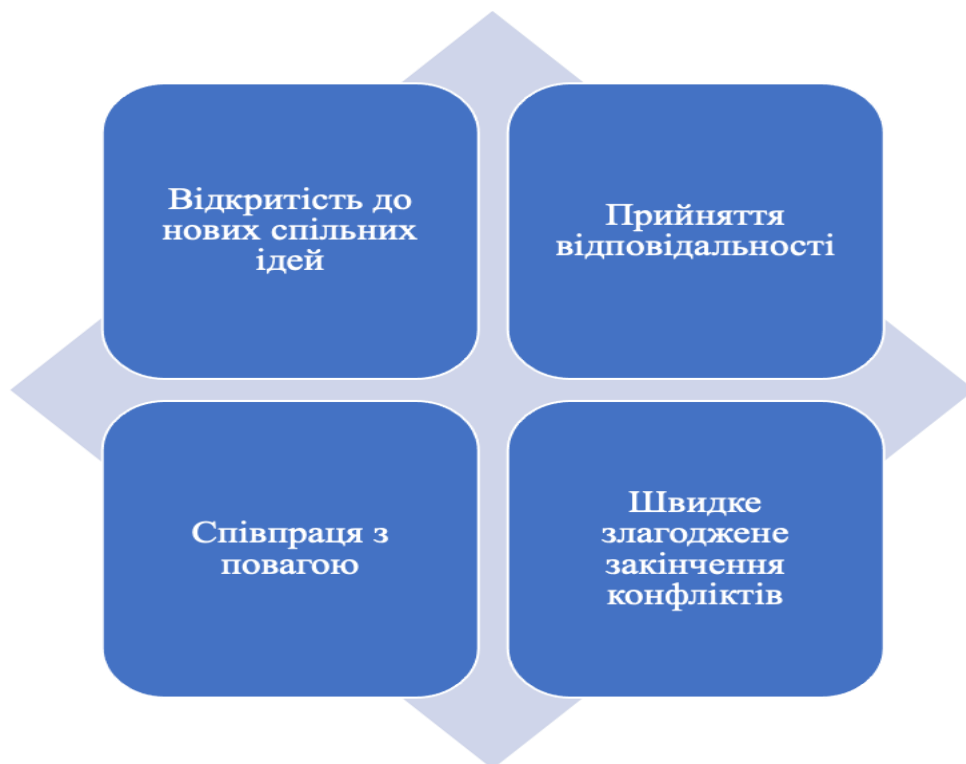 Відкритість до
нових спільних
ідей
Прийняття
відповідальності
Співпраця з
повагою
Швидке
злагоджене
закінчення
конфліктів